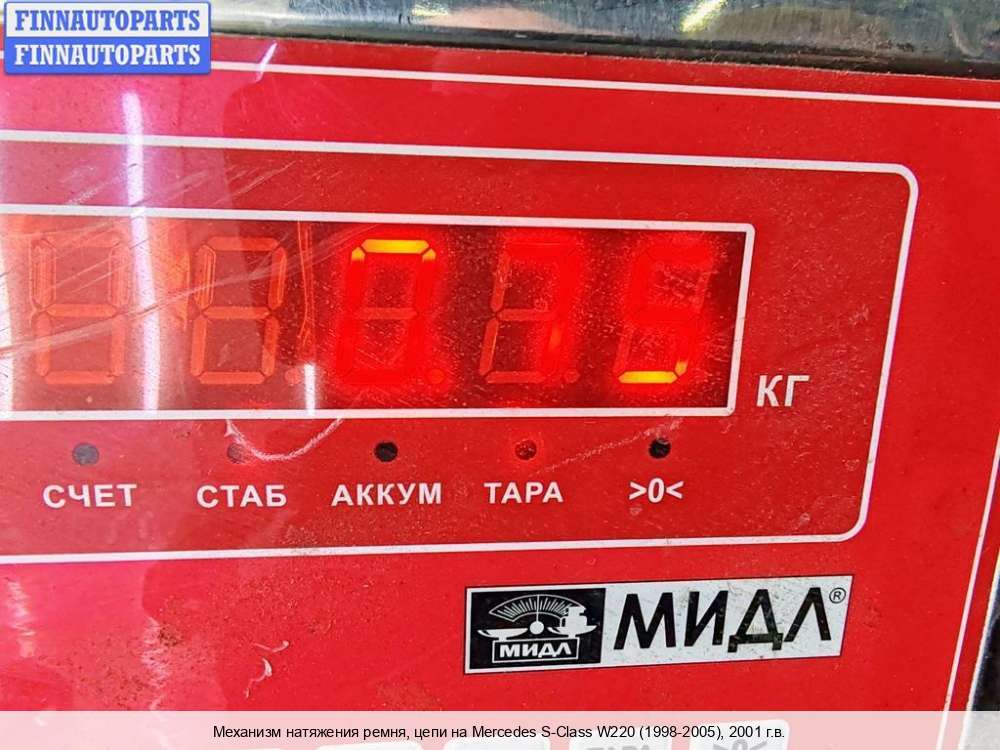 FINNAUTOPARTS
FINNAUTOPARTS
0.75
КГ
СЧЕТ СТАБ АККУМ ТАРА >0<
МИДЛ МИДЛ®
Механизм натяжения ремня, цепи на Mercedes S-Class W220 (1998-2005), 2001 г.в.